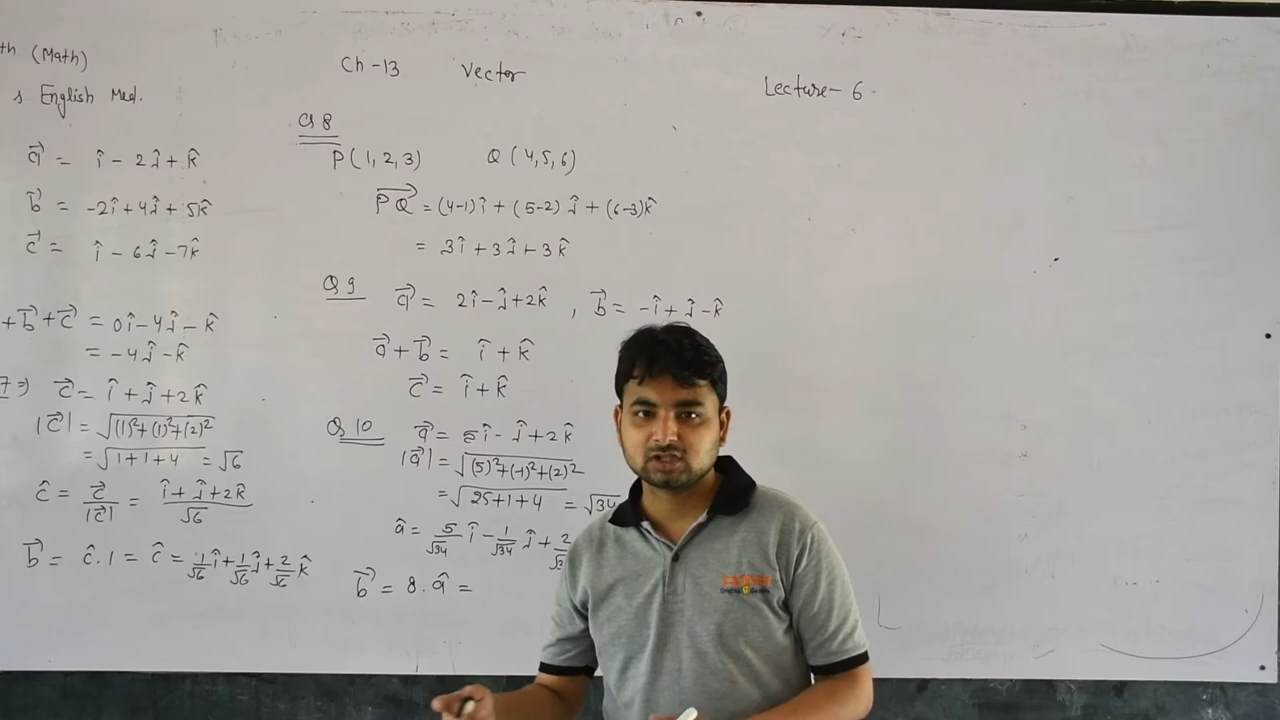 th (Math)
s English Med.
Ch-13 Vector
Lecture- 6.
a⃗ = î - 2ĵ + k̂
b⃗ = -2î + 4ĵ + 5k̂
c⃗ = î - 6ĵ - 7k̂
+ b⃗ + c⃗ = 0î - 4ĵ - k̂
= -4ĵ - k̂
7 ⇒ c⃗ = î + ĵ + 2k̂
|c⃗| = √((1)²+(1)²+(2)²)
= √(1+1+4) = √6
ĉ = c⃗/|c⃗| = (î + ĵ + 2k̂)/√6
b⃗ = ĉ.1 = ĉ = 1/√6 î + 1/√6 ĵ + 2/√6 k̂
Q 8
P(1,2,3) Q(4,5,6)
PQ⃗ = (4-1)î + (5-2)ĵ + (6-3)k̂
= 3î + 3ĵ + 3k̂
Q 9 a⃗ = 2î - ĵ + 2k̂ , b⃗ = -î + ĵ - k̂
a⃗ + b⃗ = î + k̂
c⃗ = î + k̂
Q 10 a⃗ = 5î - ĵ + 2k̂
|a⃗| = √((5)²+(-1)²+(2)²
= √(25+1+4) = √34
â = 5/√34 î - 1/√34 ĵ + 2/√3
b⃗ = 8.â =
Original